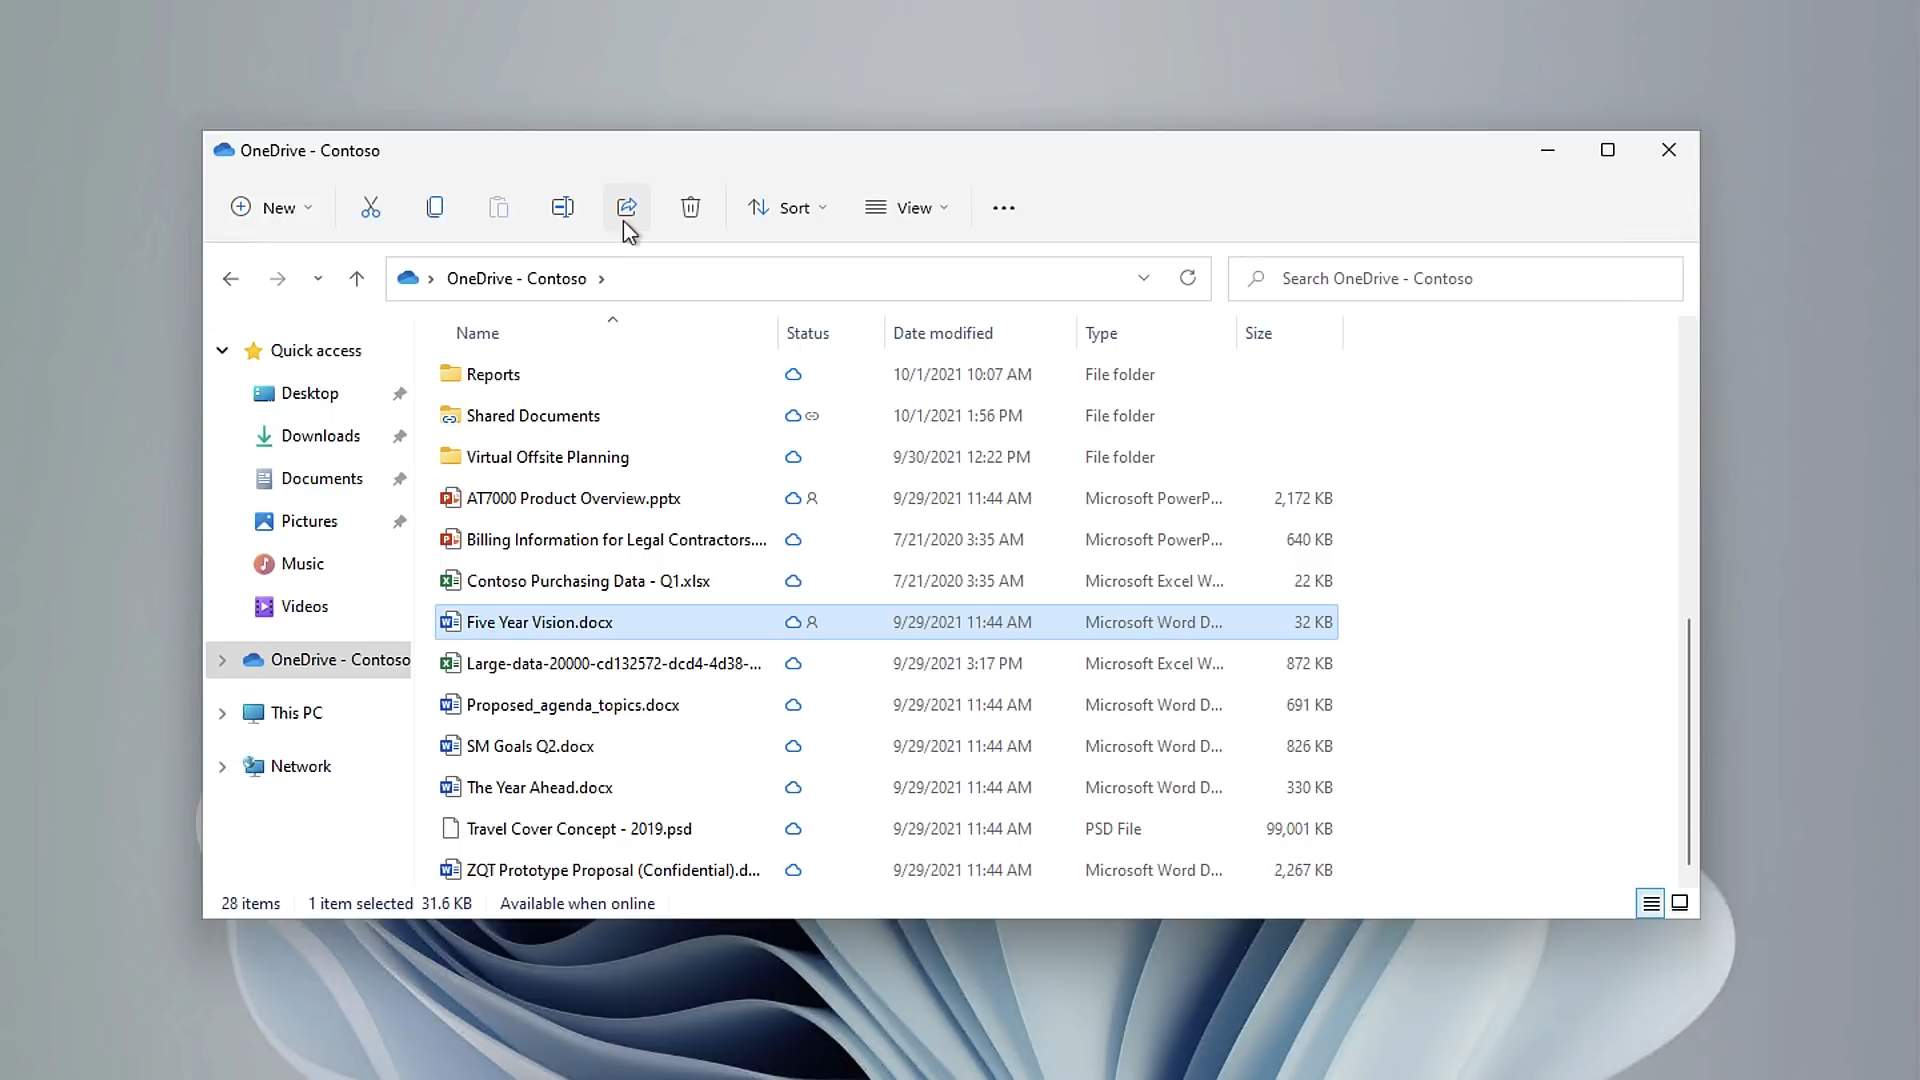 OneDrive - Contoso
New
Sort
View
OneDrive - Contoso
Search OneDrive - Contoso
Quick access
Desktop
Downloads
Documents
Pictures
Music
Videos
OneDrive - Contoso
This PC
Network
Name Status Date modified Type Size
Reports 10/1/2021 10:07 AM File folder
Shared Documents 10/1/2021 1:56 PM File folder
Virtual Offsite Planning 9/30/2021 12:22 PM File folder
AT7000 Product Overview.pptx 9/29/2021 11:44 AM Microsoft PowerP... 2,172 KB
Billing Information for Legal Contractors.... 7/21/2020 3:35 AM Microsoft PowerP... 640 KB
Contoso Purchasing Data - Q1.xlsx 7/21/2020 3:35 AM Microsoft Excel W... 22 KB
Five Year Vision.docx 9/29/2021 11:44 AM Microsoft Word D... 32 KB
Large-data-20000-cd132572-dcd4-4d38-... 9/29/2021 3:17 PM Microsoft Excel W... 872 KB
Proposed_agenda_topics.docx 9/29/2021 11:44 AM Microsoft Word D... 691 KB
SM Goals Q2.docx 9/29/2021 11:44 AM Microsoft Word D... 826 KB
The Year Ahead.docx 9/29/2021 11:44 AM Microsoft Word D... 330 KB
Travel Cover Concept - 2019.psd 9/29/2021 11:44 AM PSD File 99,001 KB
ZQT Prototype Proposal (Confidential).d... 9/29/2021 11:44 AM Microsoft Word D... 2,267 KB
28 items 1 item selected 31.6 KB Available when online